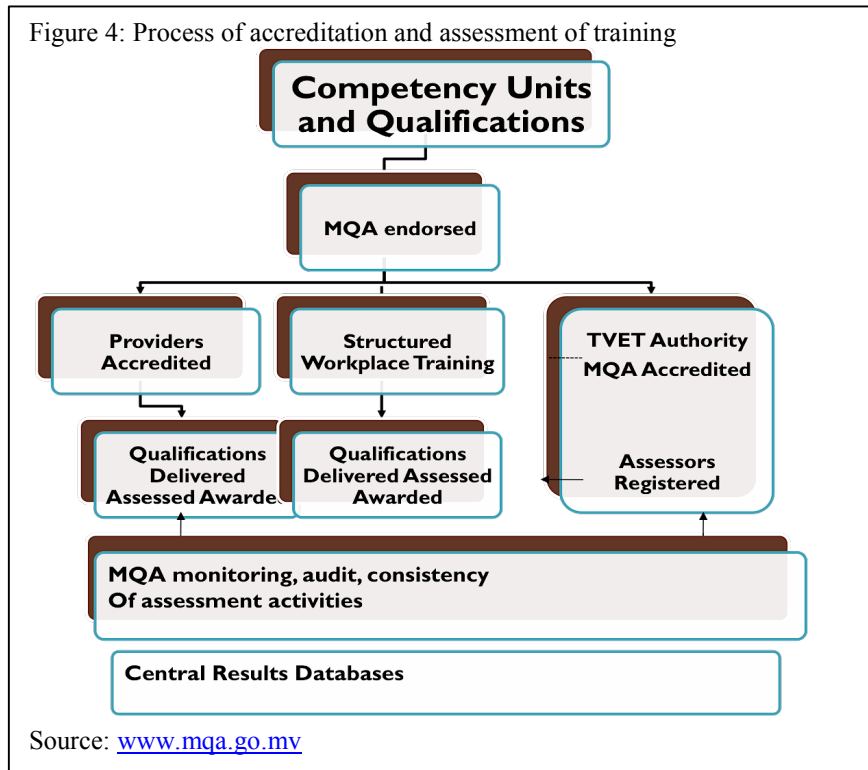 Figure 4: Process of accreditation and assessment of training
Competency Units
and Qualifications
MQA endorsed
Providers
Accredited
Structured
Workplace Training
TVET Authority
MQA Accredited
Assessors
Registered
Qualifications
Delivered
Assessed Awarded
Qualifications
Delivered Assessed
Awarded
MQA monitoring, audit, consistency
Of assessment activities
Central Results Databases
Source: www.mqa.go.mv